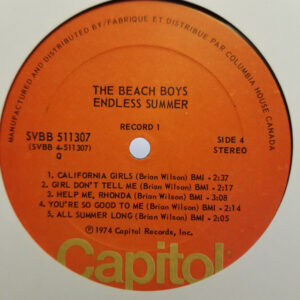 MANUFACTURED AND DISTRIBUTED BY/FABRIQUE ET DISTRIBUÉ PAR COLUMBIA HOUSE CANADA
THE BEACH BOYS
ENDLESS SUMMER
RECORD 1
SVBB 511307
(SVBB 4-511307)
Q
SIDE 4
STEREO
1. CALIFORNIA GIRLS (Brian Wilson) BMI • 2:37
2. GIRL DON'T TELL ME (Brian Wilson) BMI • 2:17
3. HELP ME, RHONDA (Brian Wilson) BMI • 3:08
4. YOU'RE SO GOOD TO ME (Brian Wilson) BMI • 2:14
5. ALL SUMMER LONG (Brian Wilson) BMI • 2:05
Ⓟ 1974 Capitol Records, Inc.
Capitol